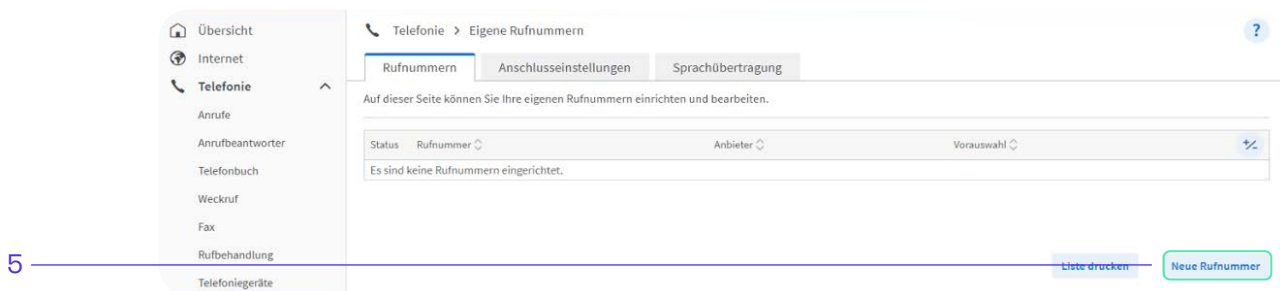 Übersicht
Internet
Telefonie
Anrufe
Anrufbeantworter
Telefonbuch
Weckruf
Fax
Rufbehandlung
Telefoniegeräte
Telefonie > Eigene Rufnummern
?
Rufnummern Anschlusseinstellungen Sprachübertragung
Auf dieser Seite können Sie Ihre eigenen Rufnummern einrichten und bearbeiten.
Status Rufnummer Anbieter Vorauswahl +/-
Es sind keine Rufnummern eingerichtet.
5
Liste drucken Neue Rufnummer